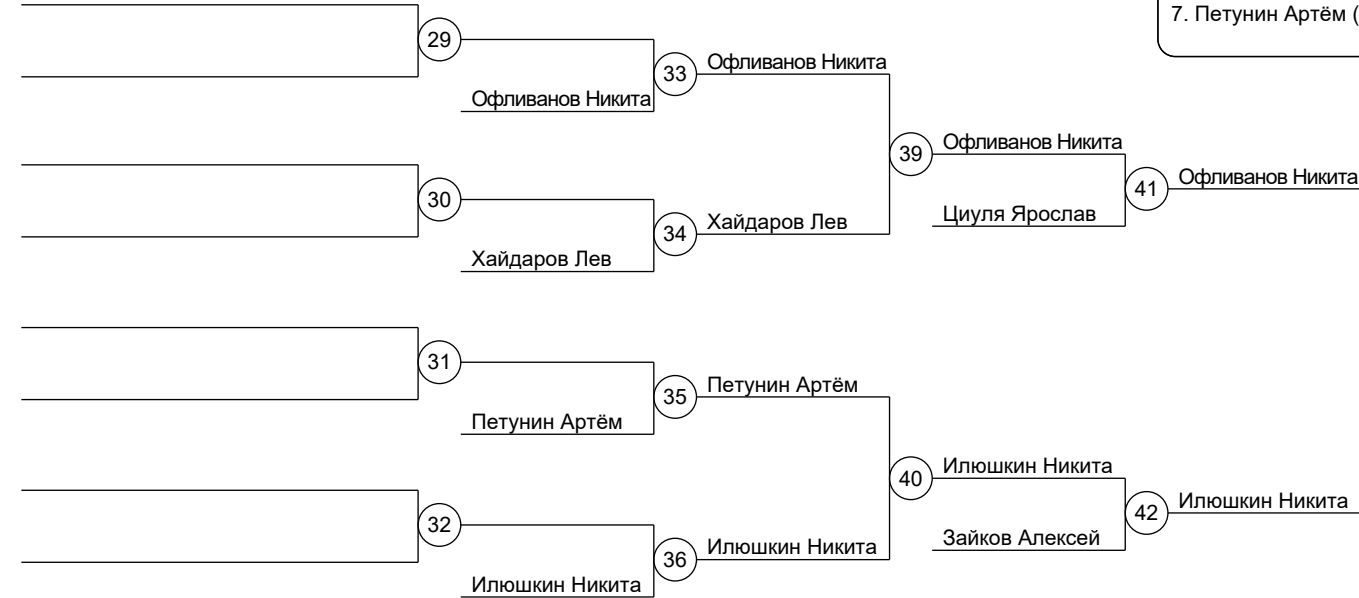 7. Петунин Артём (
29
Офливанов Никита
33
Офливанов Никита
Офливанов Никита
39
Офливанов Никита
41
30
Циуля Ярослав
Хайдаров Лев
34
Хайдаров Лев
31
Петунин Артём
35
Петунин Артём
Илюшкин Никита
40
Илюшкин Никита
42
32
Зайков Алексей
Илюшкин Никита
36
Илюшкин Никита